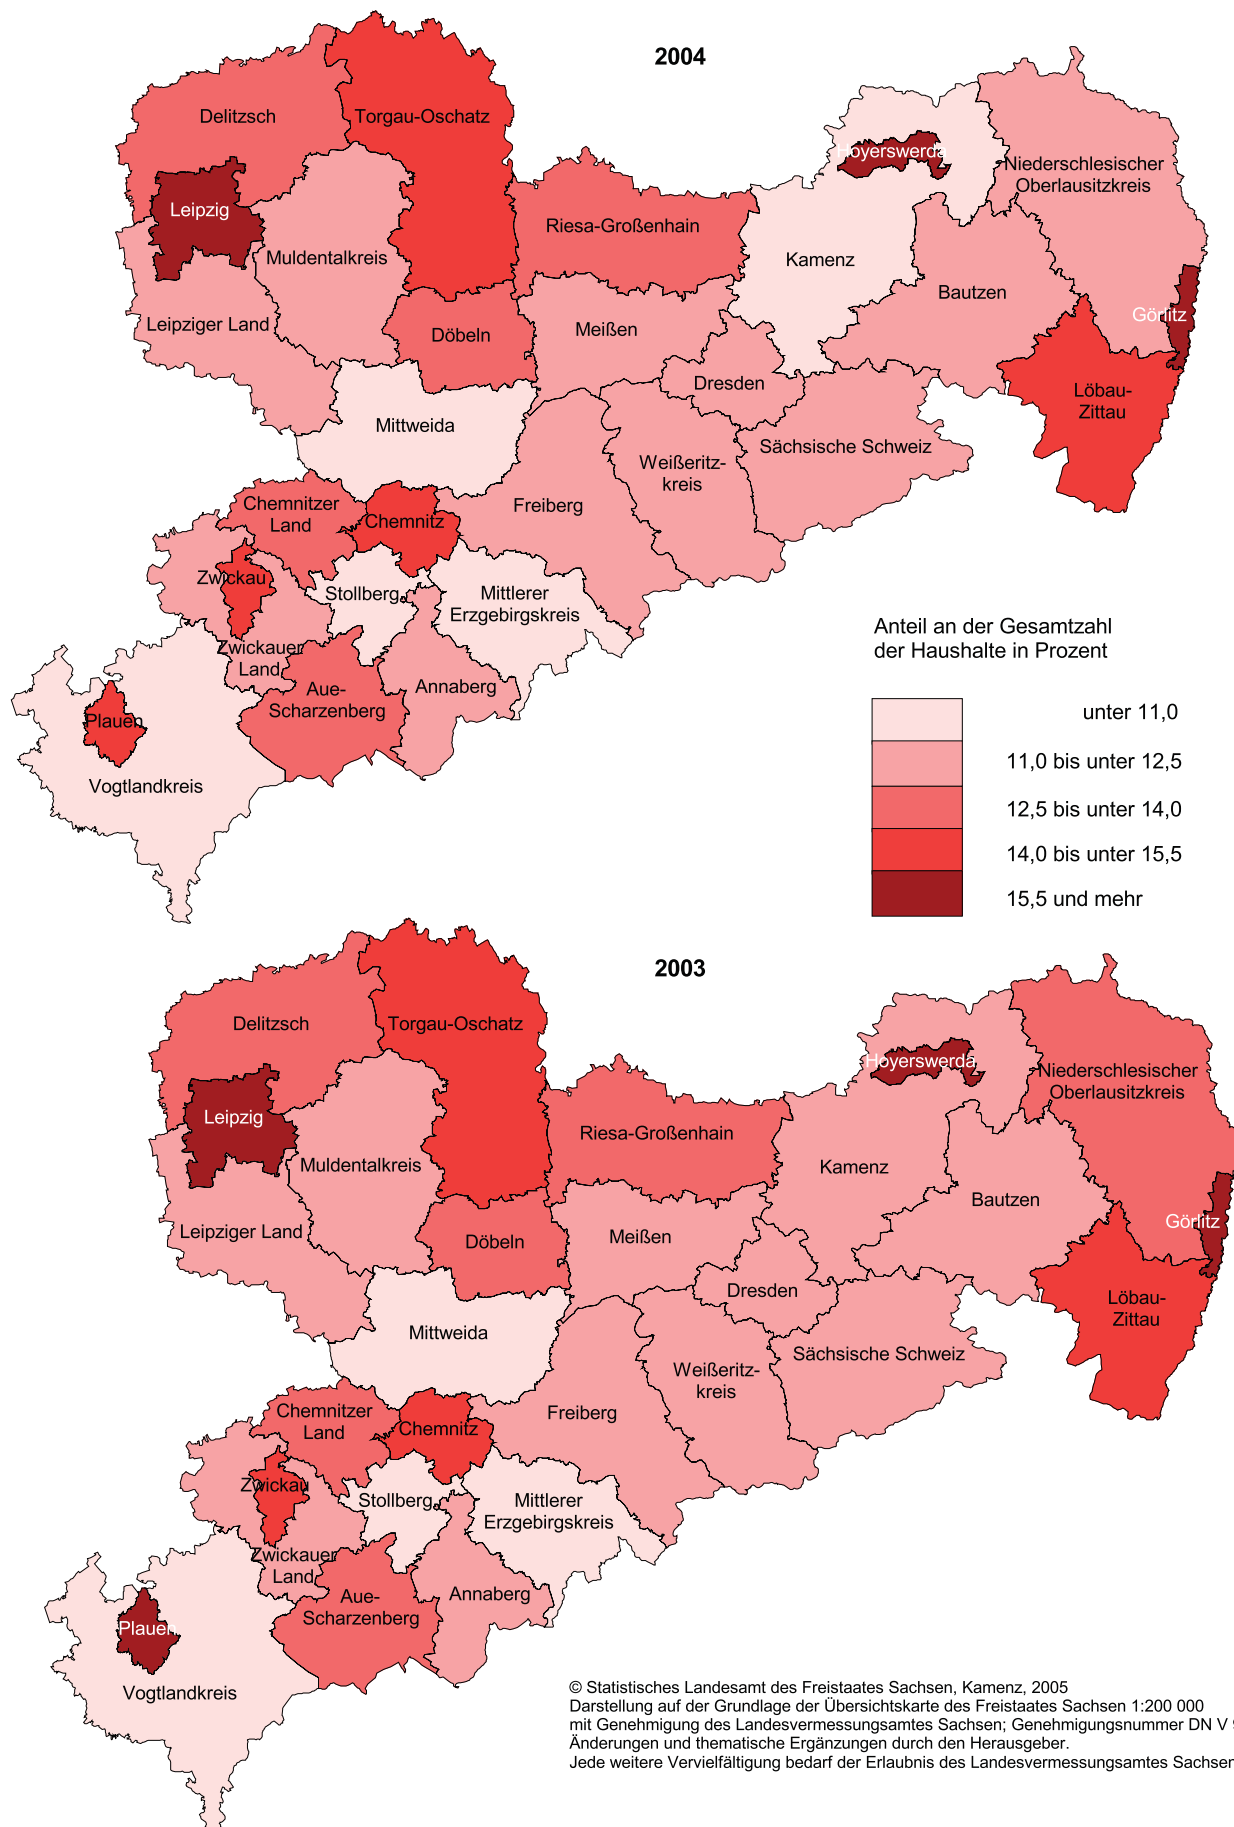 2004
Delitzsch
Torgau-Oschatz
Hoyerswerda
Niederschlesischer
Oberlausitzkreis
Leipzig
Riesa-Großenhain
Muldentalkreis
Kamenz
Bautzen
Leipziger Land
Döbeln
Meißen
Görlitz
Dresden
Löbau-
Zittau
Mittweida
Sächsische Schweiz
Weißeritz-
kreis
Chemnitzer
Land
Chemnitz
Freiberg
Zwickau
Stollberg
Mittlerer
Erzgebirgskreis
Zwickauer
Land
Aue-
Scharzenberg
Annaberg
Plauen
Vogtlandkreis
Anteil an der Gesamtzahl
der Haushalte in Prozent
unter 11,0
11,0 bis unter 12,5
12,5 bis unter 14,0
14,0 bis unter 15,5
15,5 und mehr
2003
Delitzsch
Torgau-Oschatz
Hoyerswerda
Niederschlesischer
Oberlausitzkreis
Leipzig
Riesa-Großenhain
Muldentalkreis
Kamenz
Bautzen
Leipziger Land
Döbeln
Meißen
Görlitz
Dresden
Löbau-
Zittau
Mittweida
Sächsische Schweiz
Weißeritz-
kreis
Chemnitzer
Land
Chemnitz
Freiberg
Zwickau
Stollberg
Mittlerer
Erzgebirgskreis
Zwickauer
Land
Aue-
Scharzenberg
Annaberg
Plauen
Vogtlandkreis
© Statistisches Landesamt des Freistaates Sachsen, Kamenz, 2005
Darstellung auf der Grundlage der Übersichtskarte des Freistaates Sachsen 1:200 000
mit Genehmigung des Landesvermessungsamtes Sachsen; Genehmigungsnummer DN V
Änderungen und thematische Ergänzungen durch den Herausgeber.
Jede weitere Vervielfältigung bedarf der Erlaubnis des Landesvermessungsamtes Sachsen